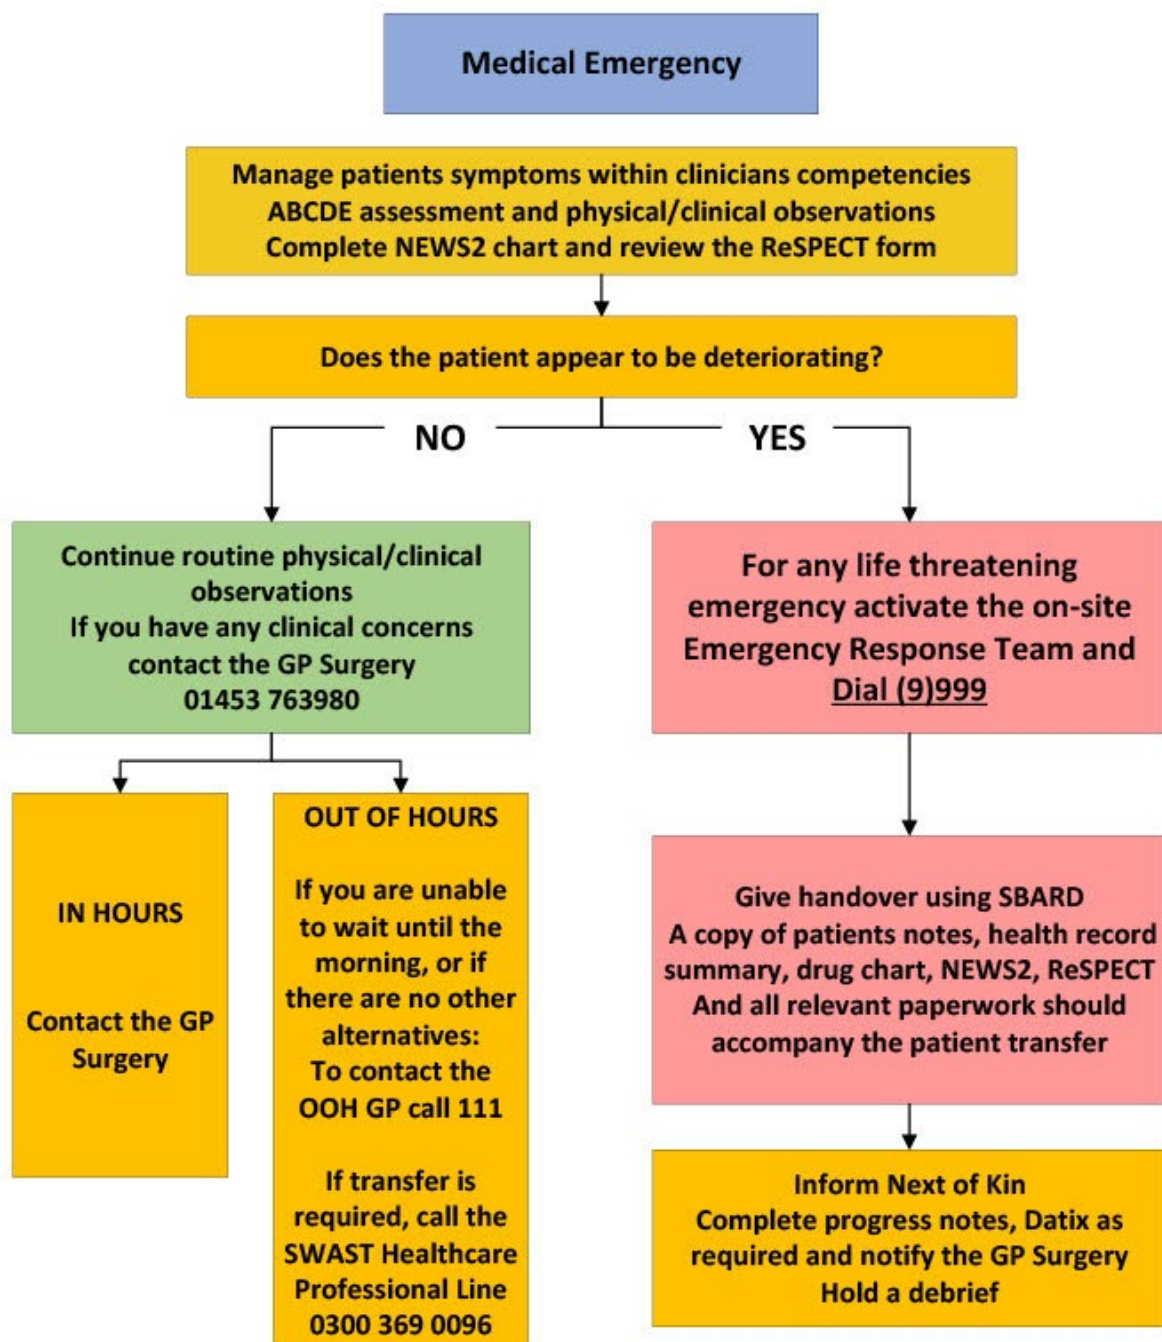 Medical Emergency
Manage patients symptoms within clinicians competencies
ABCDE assessment and physical/clinical observations
Complete NEWS2 chart and review the ReSPECT form
Does the patient appear to be deteriorating?
NO
YES
Continue routine physical/clinical
observations
If you have any clinical concerns
contact the GP Surgery
01453 763980
IN HOURS
Contact the GP
Surgery
OUT OF HOURS
If you are unable
to wait until the
morning, or if
there are no other
alternatives:
To contact the
OOH GP call 111
If transfer is
required, call the
SWAST Healthcare
Professional Line
0300 369 0096
For any life threatening
emergency activate the on-site
Emergency Response Team and
Dial (9)999
Give handover using SBARD
A copy of patients notes, health record
summary, drug chart, NEWS2, ReSPECT
And all relevant paperwork should
accompany the patient transfer
Inform Next of Kin
Complete progress notes, Datix as
required and notify the GP Surgery
Hold a debrief